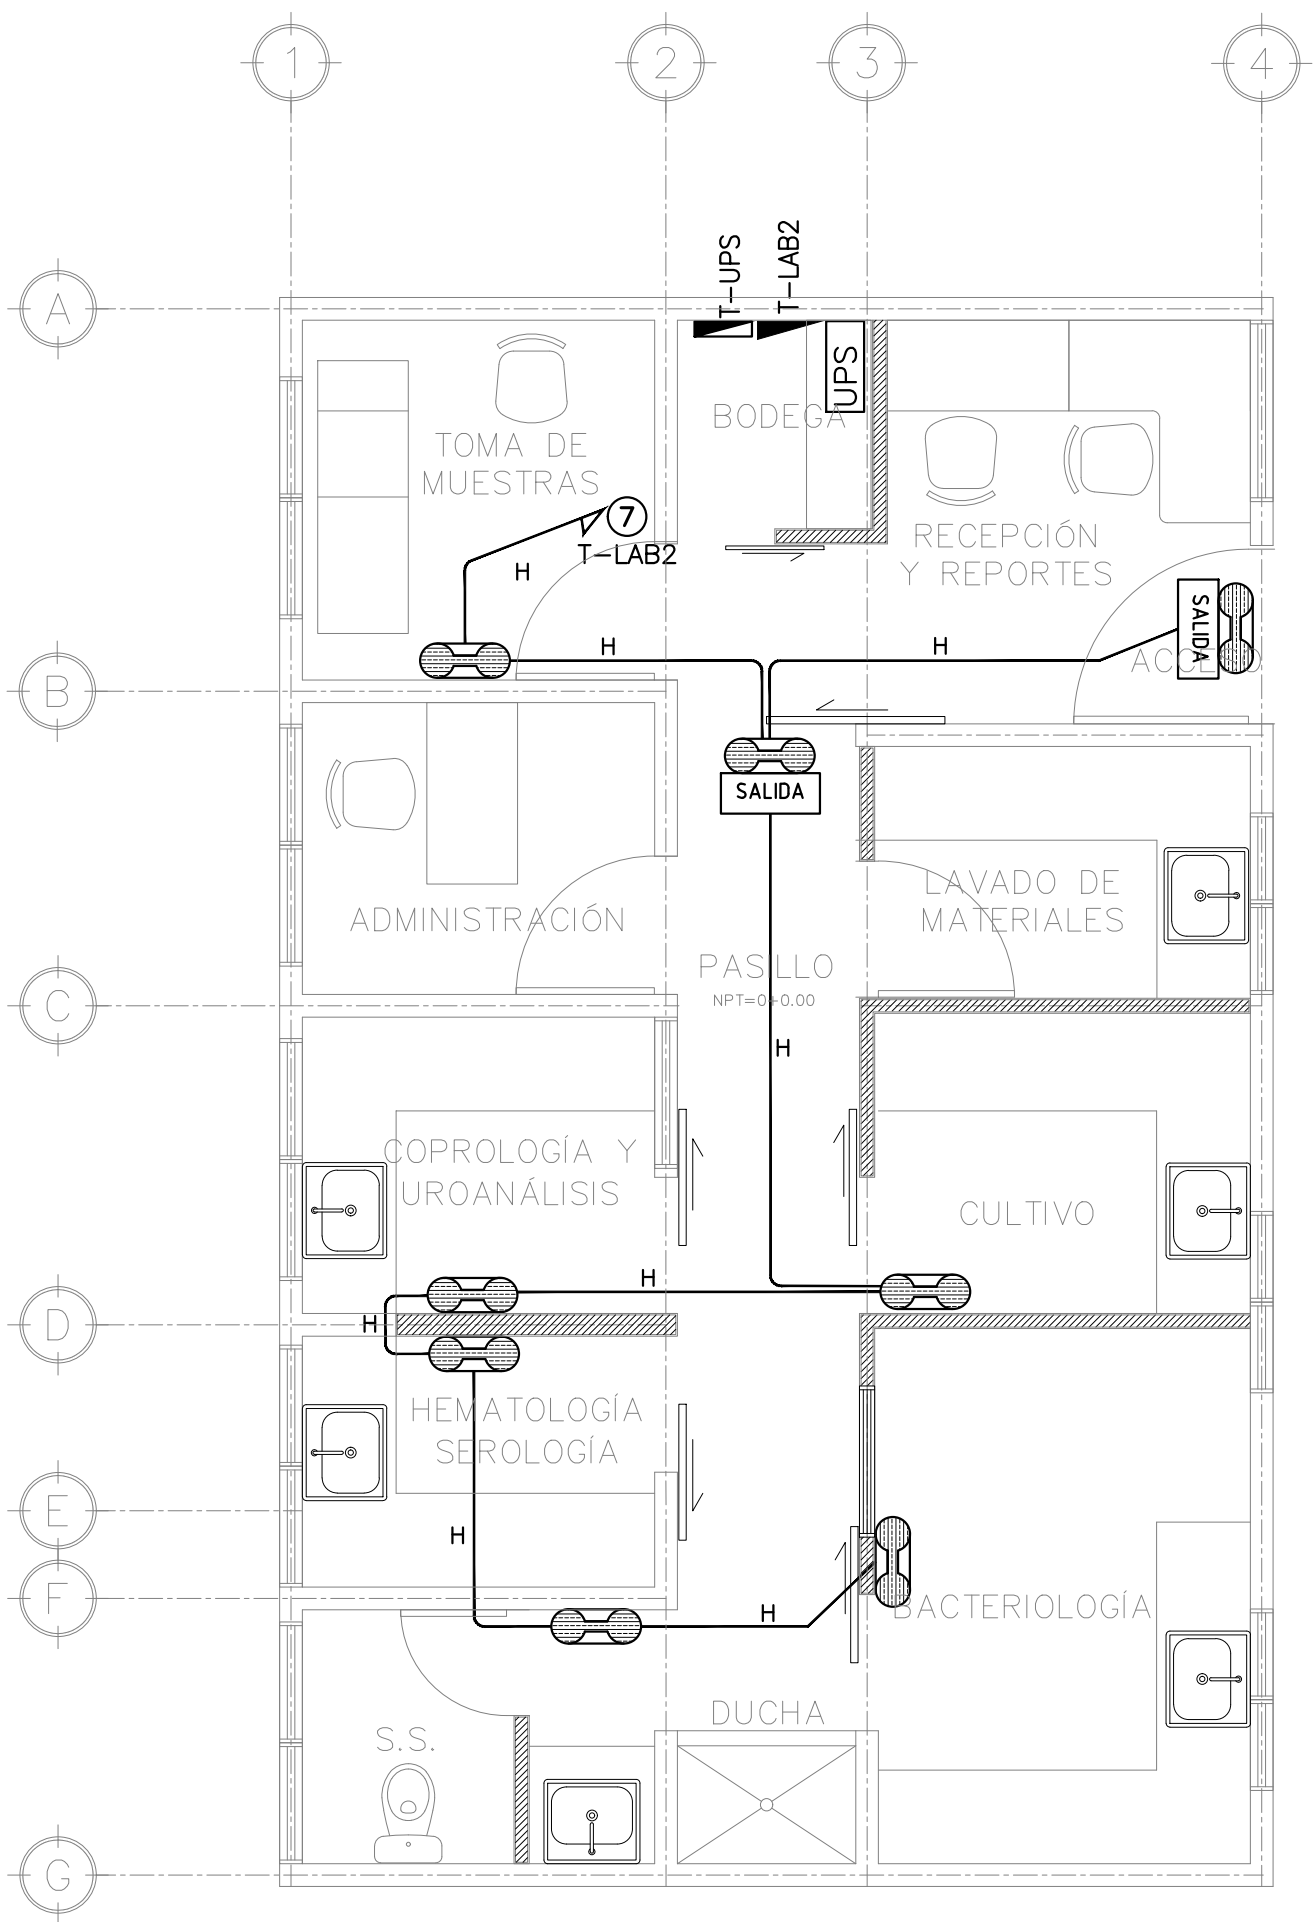 1
2
3
4
T-UPS
T-LAB2
A
UPS
BODEGA
TOMA DE
MUESTRAS
7
T-LAB2
H
RECEPCIÓN
Y REPORTES
SALIDA
H
H
ACCESO
B
SALIDA
LAVADO DE
MATERIALES
ADMINISTRACIÓN
PASILLO
NPT=0+0.00
C
H
COPROLOGÍA Y
UROANÁLISIS
CULTIVO
H
D
H
HEMATOLOGÍA
SEROLOGÍA
E
H
F
H
BACTERIOLOGÍA
DUCHA
S.S.
G